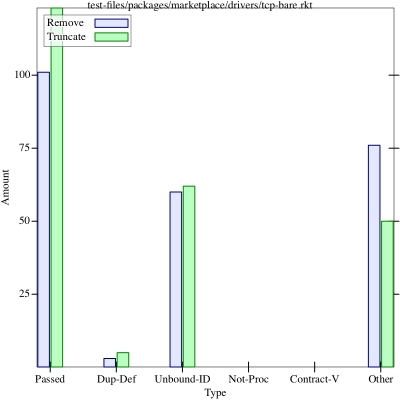 test-files/packages/marketplace/drivers/tcp-bare.rkt
Remove
Truncate
100
75
50
25
Amount
Passed Dup-Def Unbound-ID Not-Proc Contract-V Other
Type